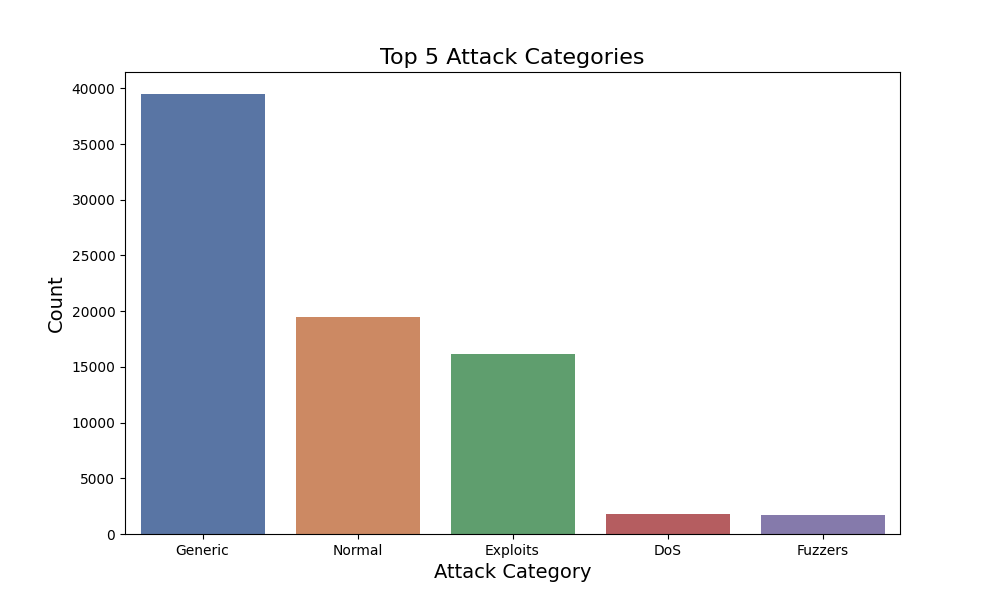 Top 5 Attack Categories
Count
40000
35000
30000
25000
20000
15000
10000
5000
0
Generic Normal Exploits DoS Fuzzers
Attack Category